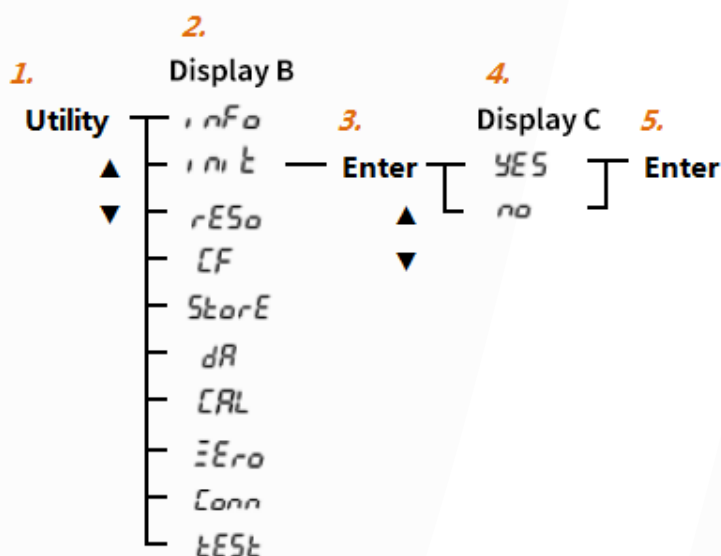 2.
1. Display B 4.
Utility inFo 3. Display C 5.
▲ init Enter YES Enter
▼ rESo ▲ no
CF ▼
StorE
dA
CAL
ZEro
Conn
tESt